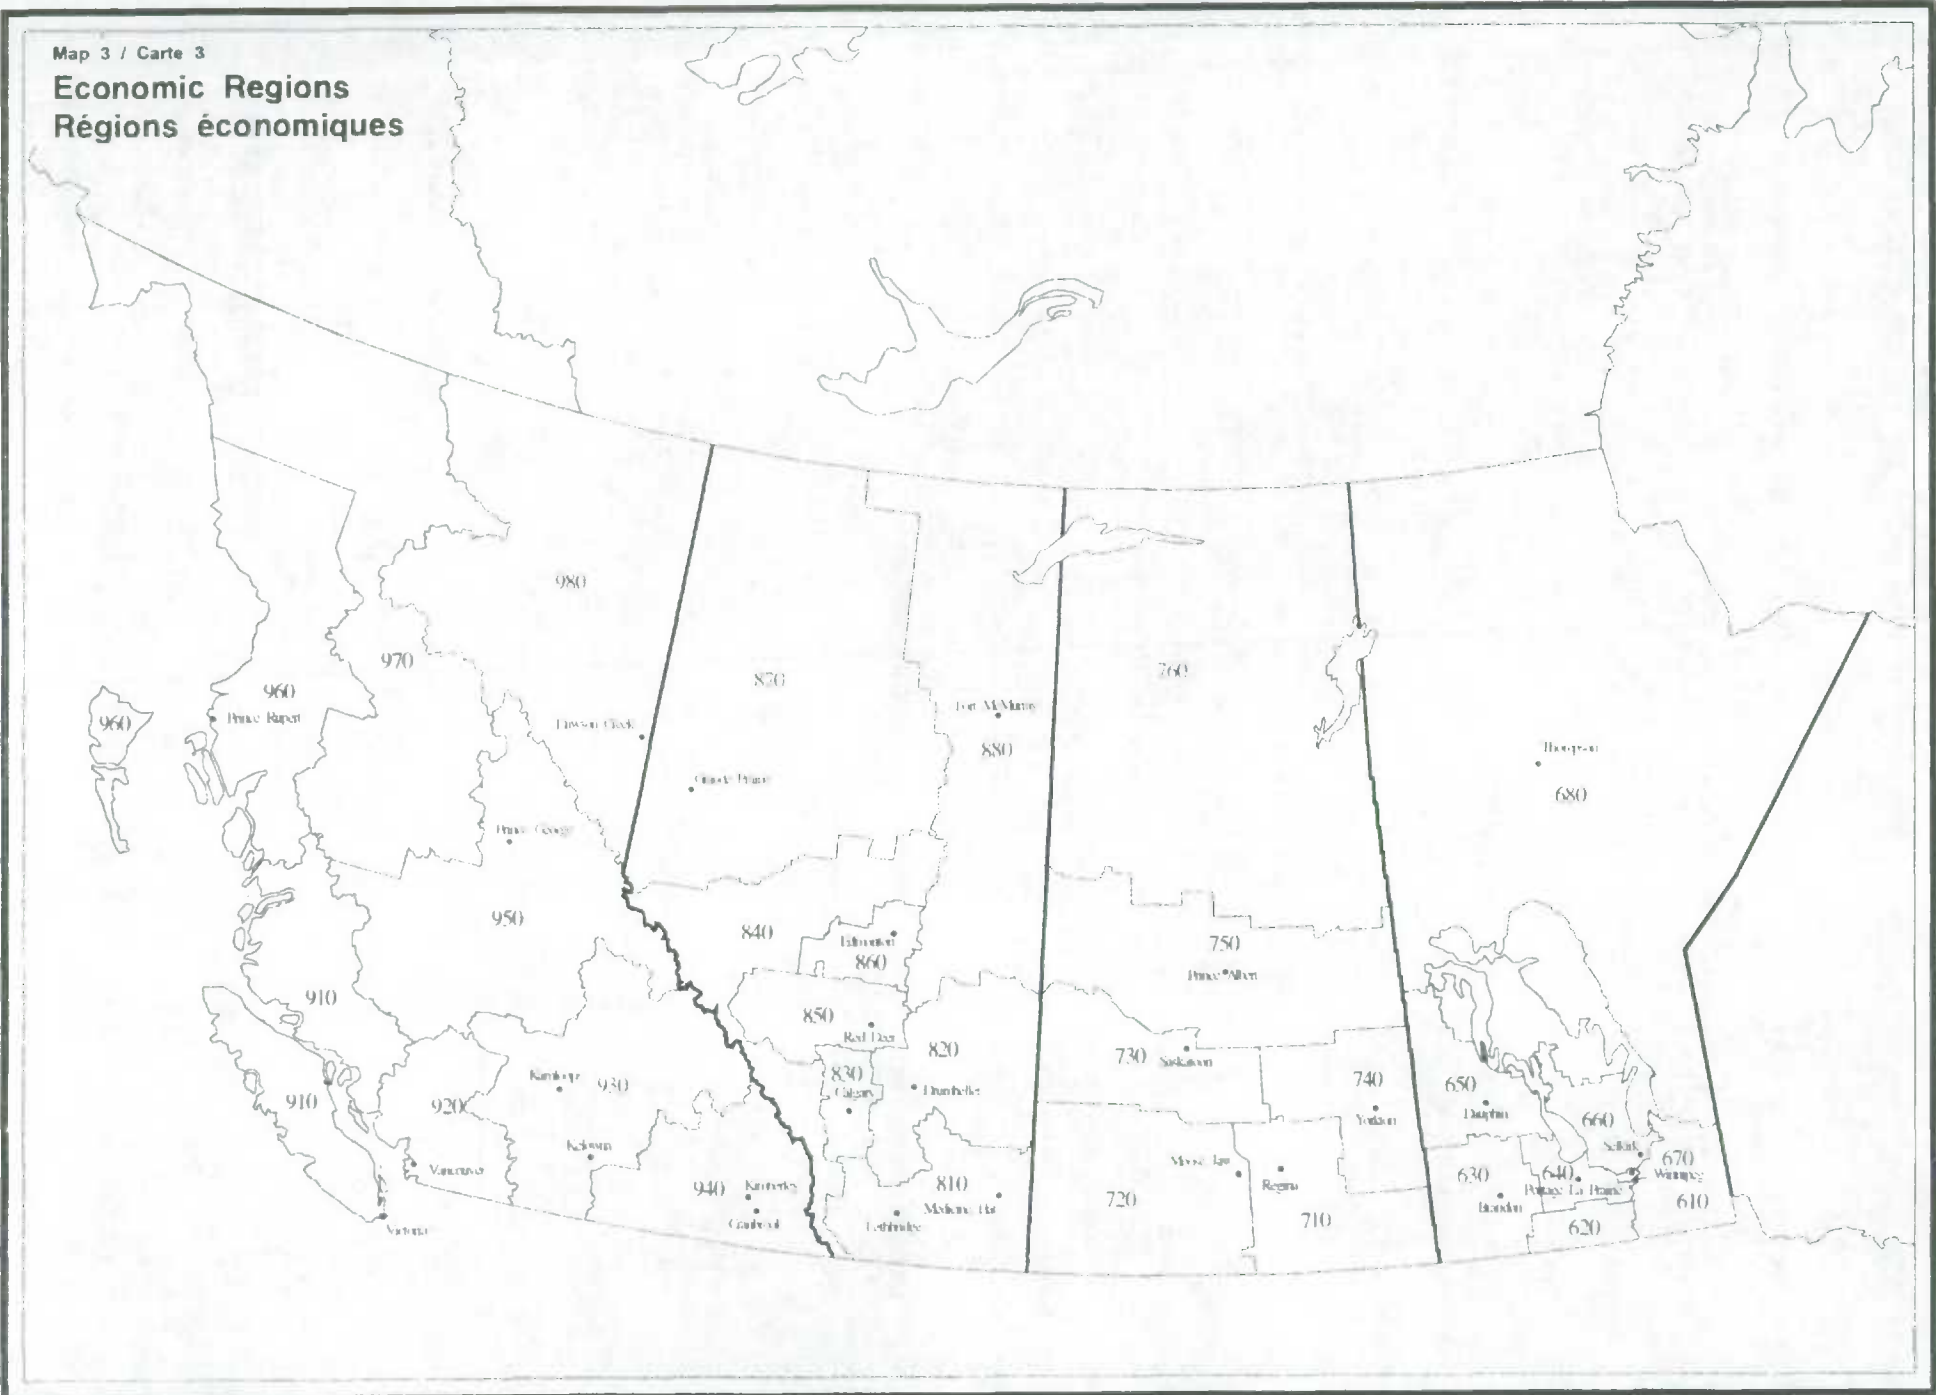 Map 3 / Carte 3
Economic Regions
Régions économiques
980
970
960
960
Prince Rupert
Dawson Creek
870
760
Fort McMurray
880
Thompson
680
Grande Prairie
Prince George
950
840
Edmonton
860
750
Prince Albert
910
850
Red Deer
820
730
Saskatoon
830
Calgary
Drumheller
740
Yorkton
650
Dauphin
Kamloops
930
910
920
660
Selkirk
Kelowna
Vancouver
940
Kimberley
Cranbrook
810
Medicine Hat
Lethbridge
Moose Jaw
Regina
720
710
630
Brandon
640
Portage La Prairie
670
Winnipeg
610
620
Victoria